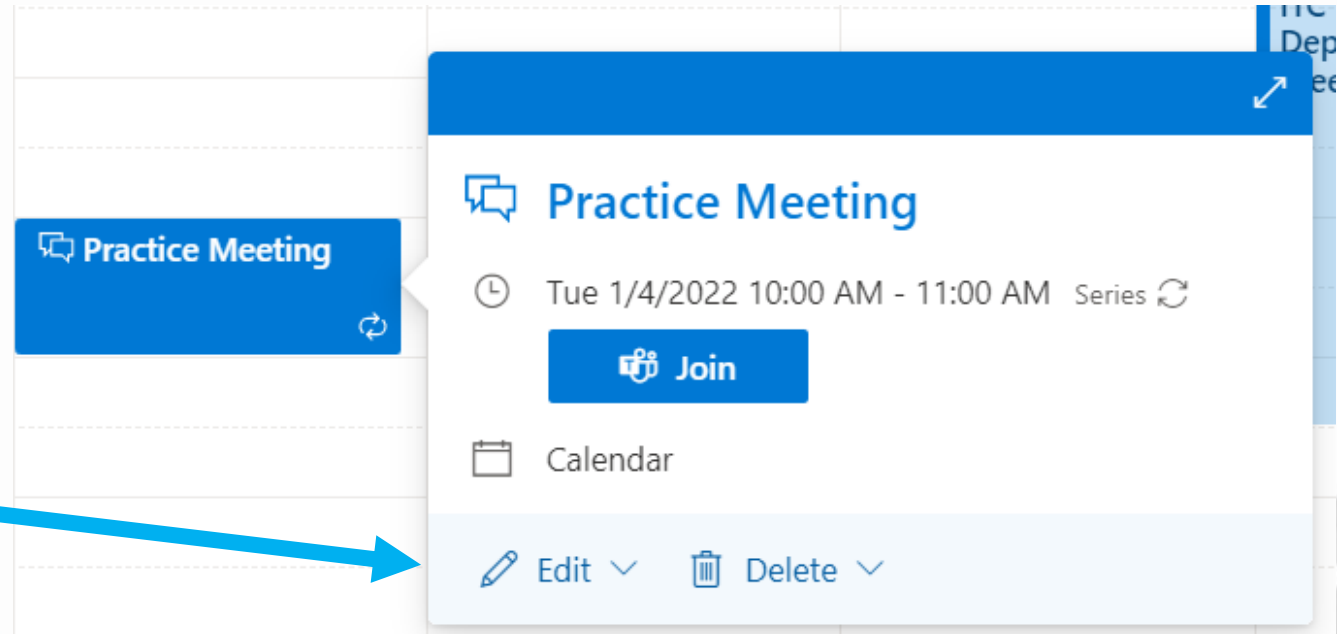 Dep
Practice Meeting
Practice Meeting
Tue 1/4/2022 10:00 AM - 11:00 AM Series
Join
Calendar
Edit Delete